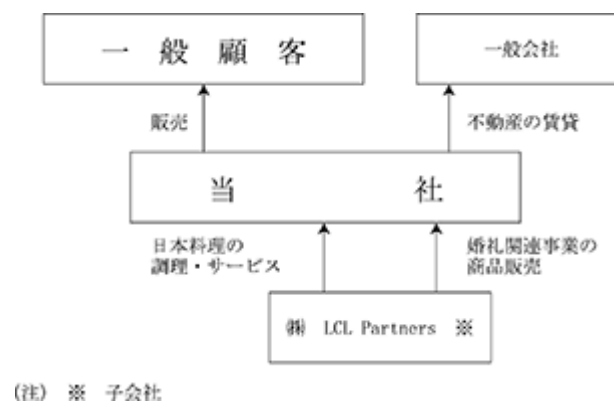 一般顧客
一般会社
販売
不動産の賃貸
当社
日本料理の
調理・サービス
婚礼関連事業の
商品販売
㈱ LCL Partners ※
(注) ※ 子会社